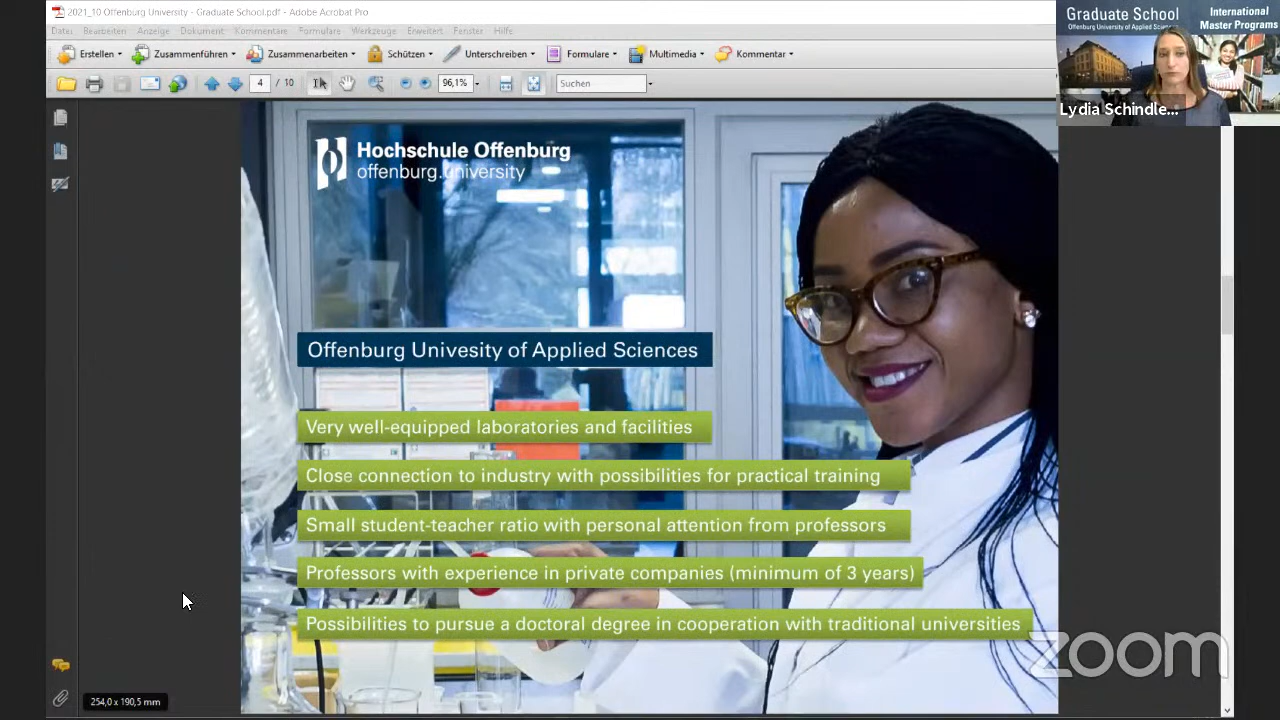 2021_10 Offenburg University - Graduate School.pdf - Adobe Acrobat Pro
Datei Bearbeiten Anzeige Dokument Kommentare Formulare Werkzeuge Erweitert Fenster Hilfe
Erstellen Zusammenführen Zusammenarbeiten Schützen Unterschreiben Formulare Multimedia Kommentar
4 / 10 96,1% Suchen
Graduate School
Offenburg University of Applied Sciences
International
Master Programs
Lydia Schindle...
Hochschule Offenburg
offenburg.university
Offenburg Univesity of Applied Sciences
Very well-equipped laboratories and facilities
Close connection to industry with possibilities for practical training
Small student-teacher ratio with personal attention from professors
Professors with experience in private companies (minimum of 3 years)
Possibilities to pursue a doctoral degree in cooperation with traditional universities
zoom
254,0 x 190,5 mm